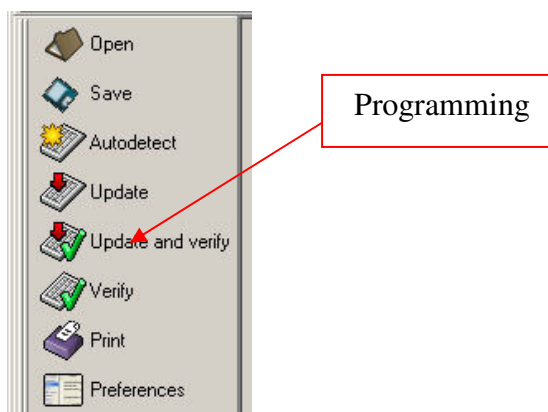 Open
Save
Programming
Autodetect
Update
Update and verify
Verify
Print
Preferences